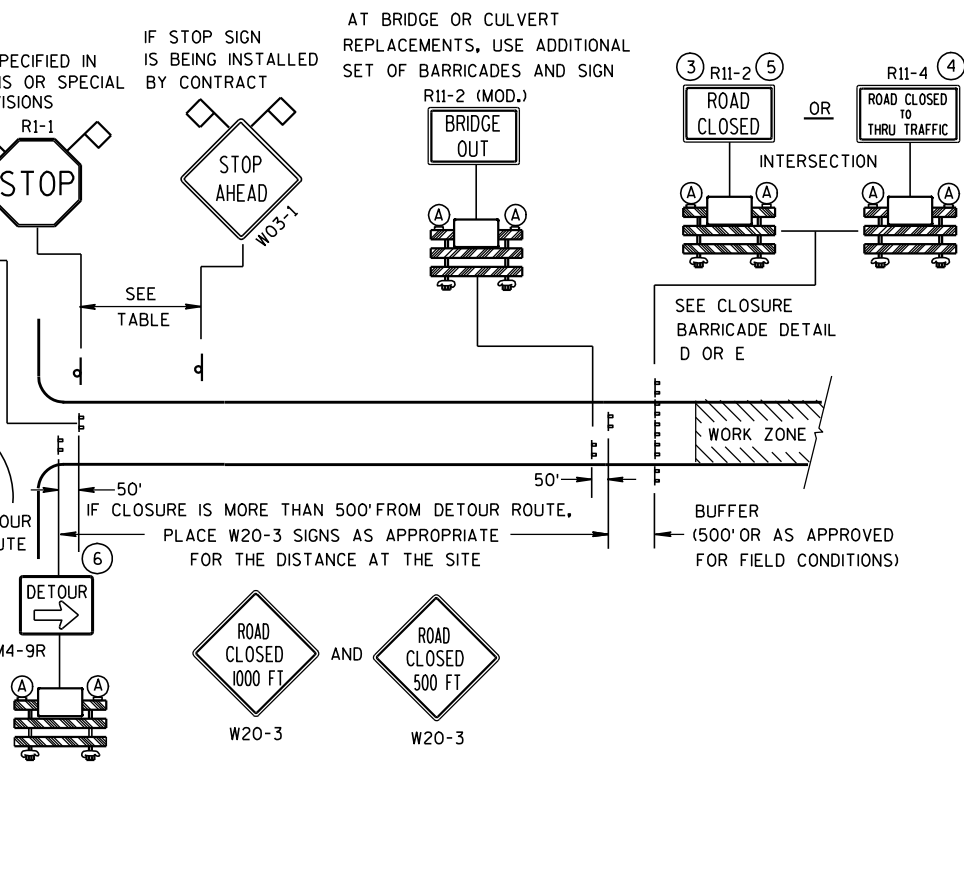 PECIFIED IN
NS OR SPECIAL
VISIONS
R1-1
STOP
IF STOP SIGN
IS BEING INSTALLED
BY CONTRACT
STOP
AHEAD
W03-1
AT BRIDGE OR CULVERT
REPLACEMENTS, USE ADDITIONAL
SET OF BARRICADES AND SIGN
R11-2 (MOD.)
BRIDGE
OUT
A A
3 R11-2 5
ROAD
CLOSED
OR
R11-4 4
ROAD CLOSED
TO
THRU TRAFFIC
INTERSECTION
A A
A A
SEE
TABLE
SEE CLOSURE
BARRICADE DETAIL
D OR E
WORK ZONE
50'
50'
IF CLOSURE IS MORE THAN 500' FROM DETOUR ROUTE,
PLACE W20-3 SIGNS AS APPROPRIATE
FOR THE DISTANCE AT THE SITE
BUFFER
(500' OR AS APPROVED
FOR FIELD CONDITIONS)
OUR
UTE
6
DETOUR
M4-9R
A A
ROAD
CLOSED
1000 FT
W20-3
AND
ROAD
CLOSED
500 FT
W20-3